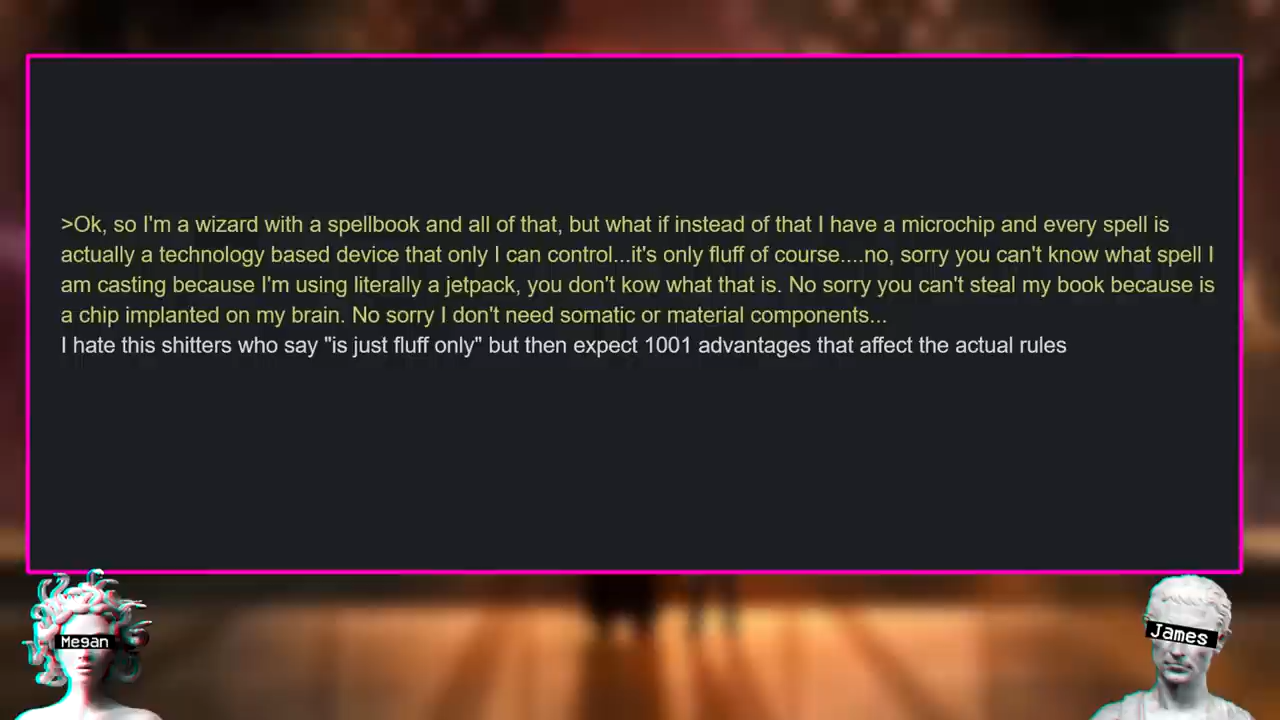 >Ok, so I'm a wizard with a spellbook and all of that, but what if instead of that I have a microchip and every spell is
actually a technology based device that only I can control...it's only fluff of course....no, sorry you can't know what spell I
am casting because I'm using literally a jetpack, you don't kow what that is. No sorry you can't steal my book because is
a chip implanted on my brain. No sorry I don't need somatic or material components...
I hate this shitters who say "is just fluff only" but then expect 1001 advantages that affect the actual rules
Megan
James